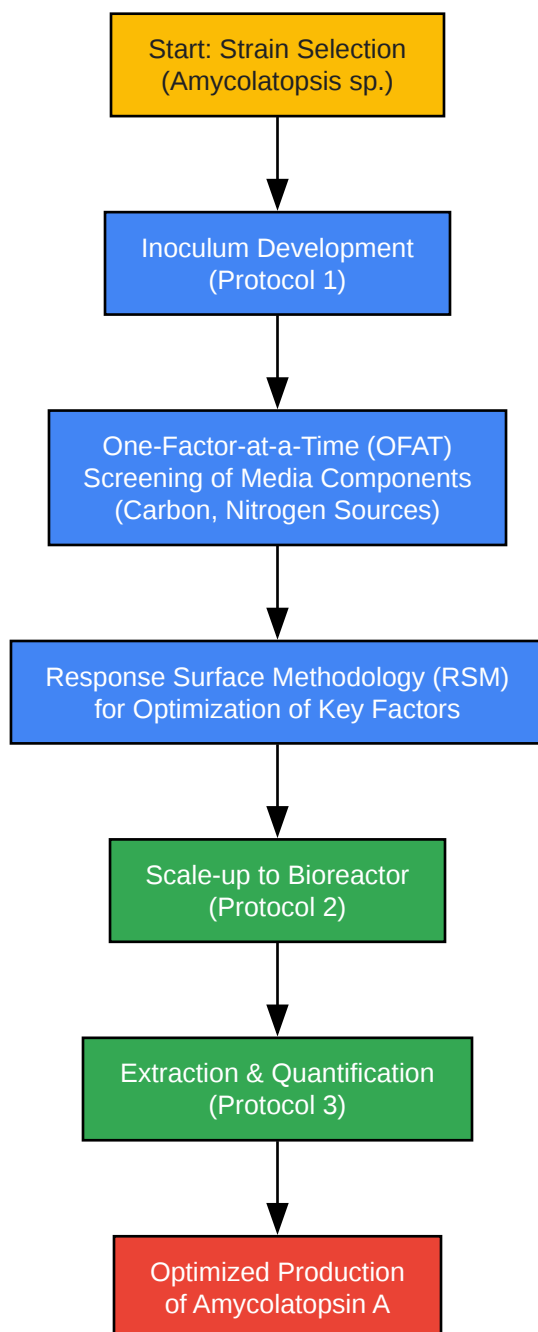 Start: Strain Selection
(Amycolatopsis sp.)
Inoculum Development
(Protocol 1)
One-Factor-at-a-Time (OFAT)
Screening of Media Components
(Carbon, Nitrogen Sources)
Response Surface Methodology (RSM)
for Optimization of Key Factors
Scale-up to Bioreactor
(Protocol 2)
Extraction & Quantification
(Protocol 3)
Optimized Production
of Amycolatopsin A